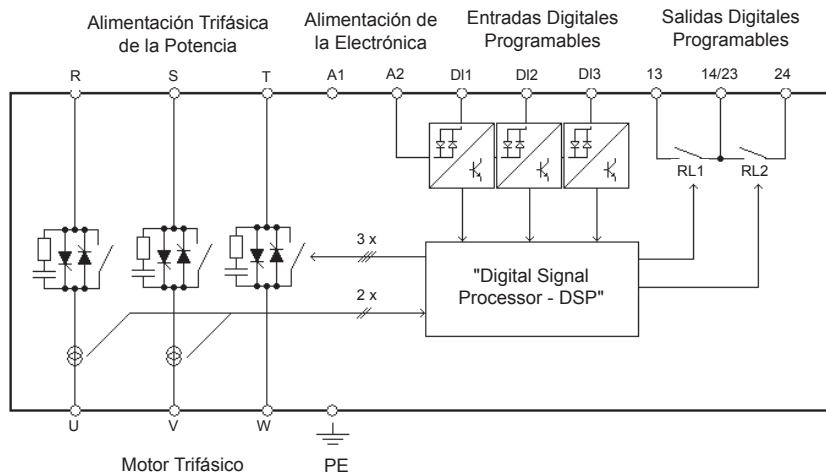 Alimentación Trifásica
de la Potencia
Alimentación de
la Electrónica
Entradas Digitales
Programables
Salidas Digitales
Programables
R S T A1 A2 DI1 DI2 DI3 13 14/23 24
RL1 RL2
3 x
"Digital Signal
Processor - DSP"
2 x
U V W
Motor Trifásico
PE